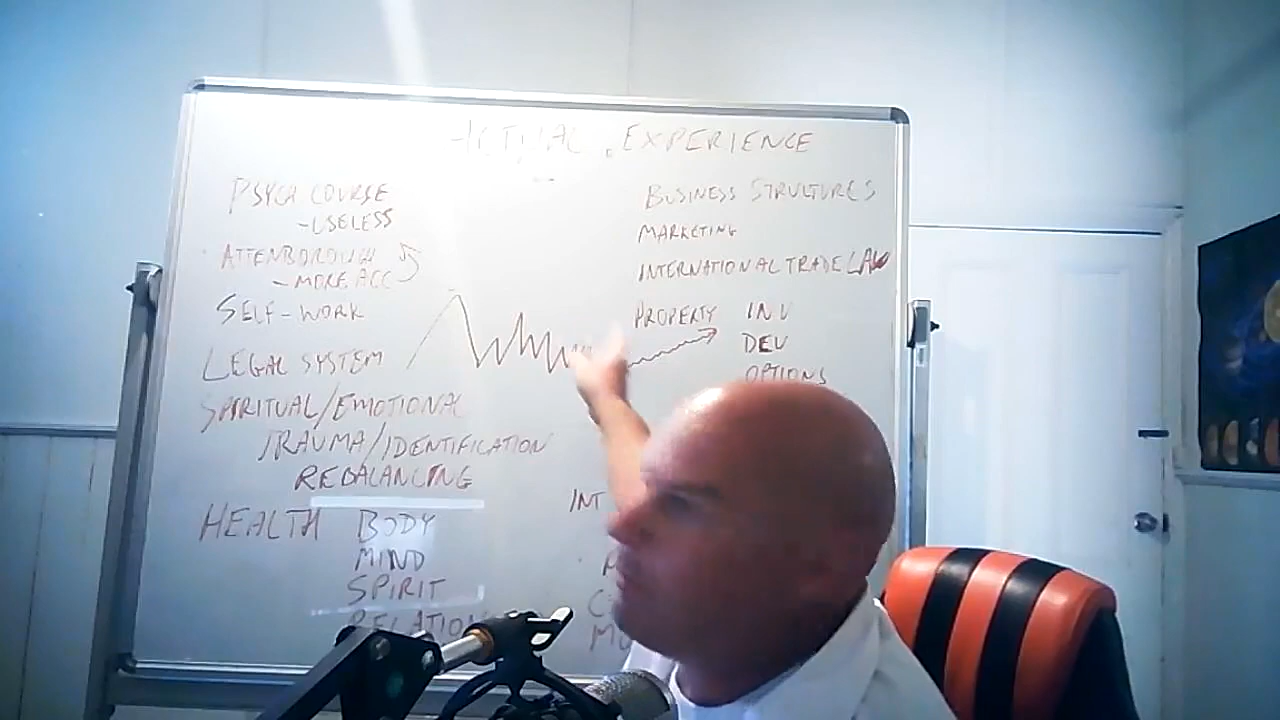 ACTUAL EXPERIENCE
PSYCH COURSE
-USELESS
ATTENBOROUGH
-MORE ACC
SELF-WORK
LEGAL SYSTEM
SPIRITUAL/EMOTIONAL
TRAUMA/IDENTIFICATION
REBALANCING
HEALTH BODY
MIND
SPIRIT
BUSINESS STRUCTURES
MARKETING
INTERNATIONAL TRADE LAW
PROPERTY INV
DEV
OPTIONS
INT